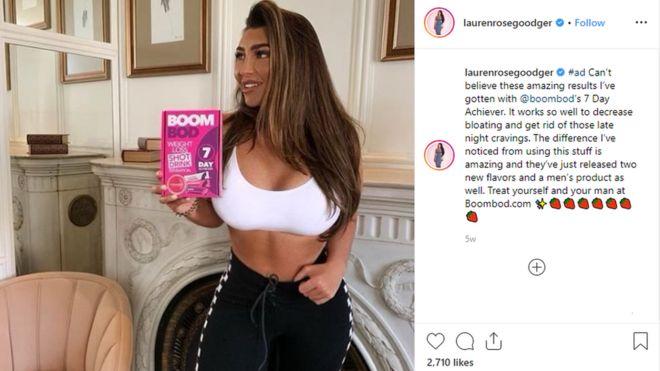 BOOM
BOD
WEIGHT
LOSS
SHOT
DRINK
7
DAY
laurenrosegoodger • Follow
laurenrosegoodger #ad Can't
believe these amazing results I've
gotten with @boombod's 7 Day
Achiever. It works so well to decrease
bloating and get rid of those late
night cravings. The difference I've
noticed from using this stuff is
amazing and they've just released two
new flavors and a men's product as
well. Treat yourself and your man at
Boombod.com
5w
2,710 likes